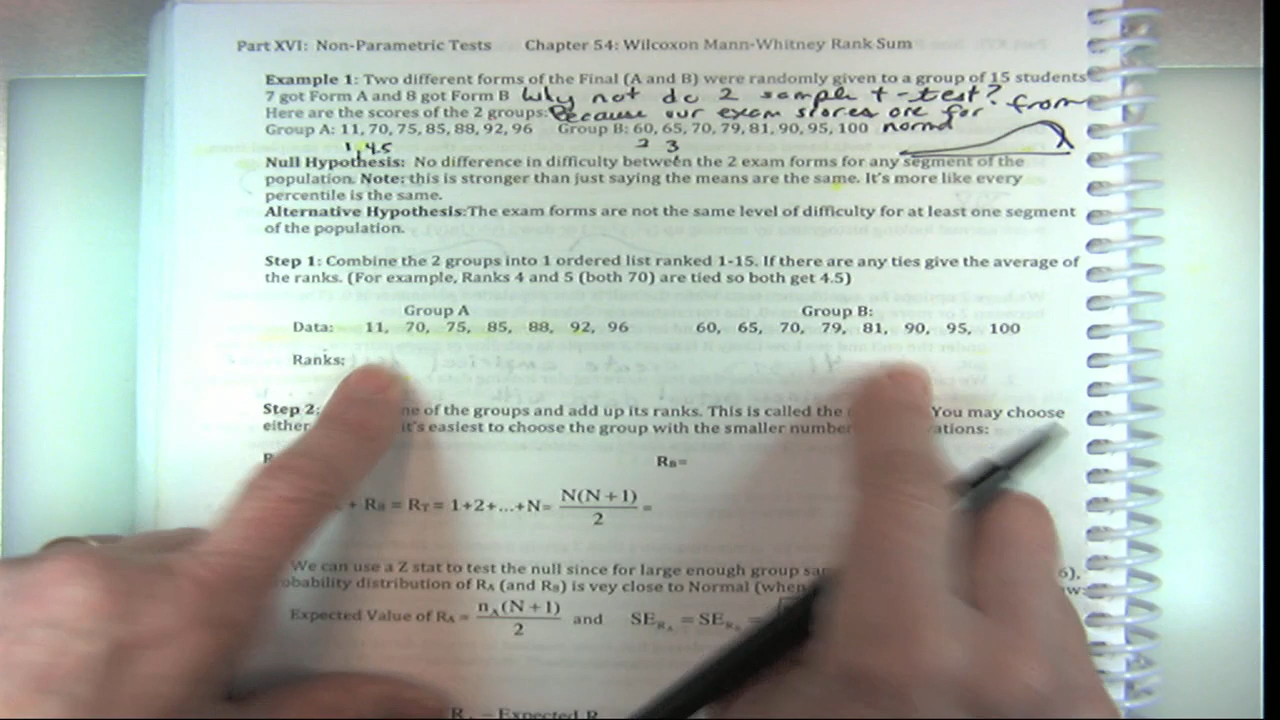 Part XVI: Non-Parametric Tests Chapter 54: Wilcoxon Mann-Whitney Rank Sum
Example 1: Two different forms of the Final (A and B) were randomly given to a group of 15 students
7 got Form A and 8 got Form B Why not do 2 sample t-test?
Here are the scores of the 2 groups: Because our exam scores are far from
Group A: 11, 70, 75, 85, 88, 92, 96 Group B: 60, 65, 70, 79, 81, 90, 95, 100 normal
1, 4.5 2 3
Null Hypothesis: No difference in difficulty between the 2 exam forms for any segment of the
population. Note: this is stronger than just saying the means are the same. It's more like every
percentile is the same.
Alternative Hypothesis:The exam forms are not the same level of difficulty for at least one segment
of the population.
Step 1: Combine the 2 groups into 1 ordered list ranked 1-15. If there are any ties give the average of
the ranks. (For example, Ranks 4 and 5 (both 70) are tied so both get 4.5)
Group A Group B:
Data: 11, 70, 75, 85, 88, 92, 96 60, 65, 70, 79, 81, 90, 95, 100
Ranks:
Step 2: ne of the groups and add up its ranks. This is called the You may choose
either it's easiest to choose the group with the smaller number ations:
R RB=
+ RB = RT = 1+2+...+N= N(N+1)/2 =
We can use a Z stat to test the null since for large enough group sa 6),
obability distribution of RA (and RB) is vey close to Normal (when w:
Expected Value of RA = nA(N+1)/2 and SERA = SERB =
R - Expected R